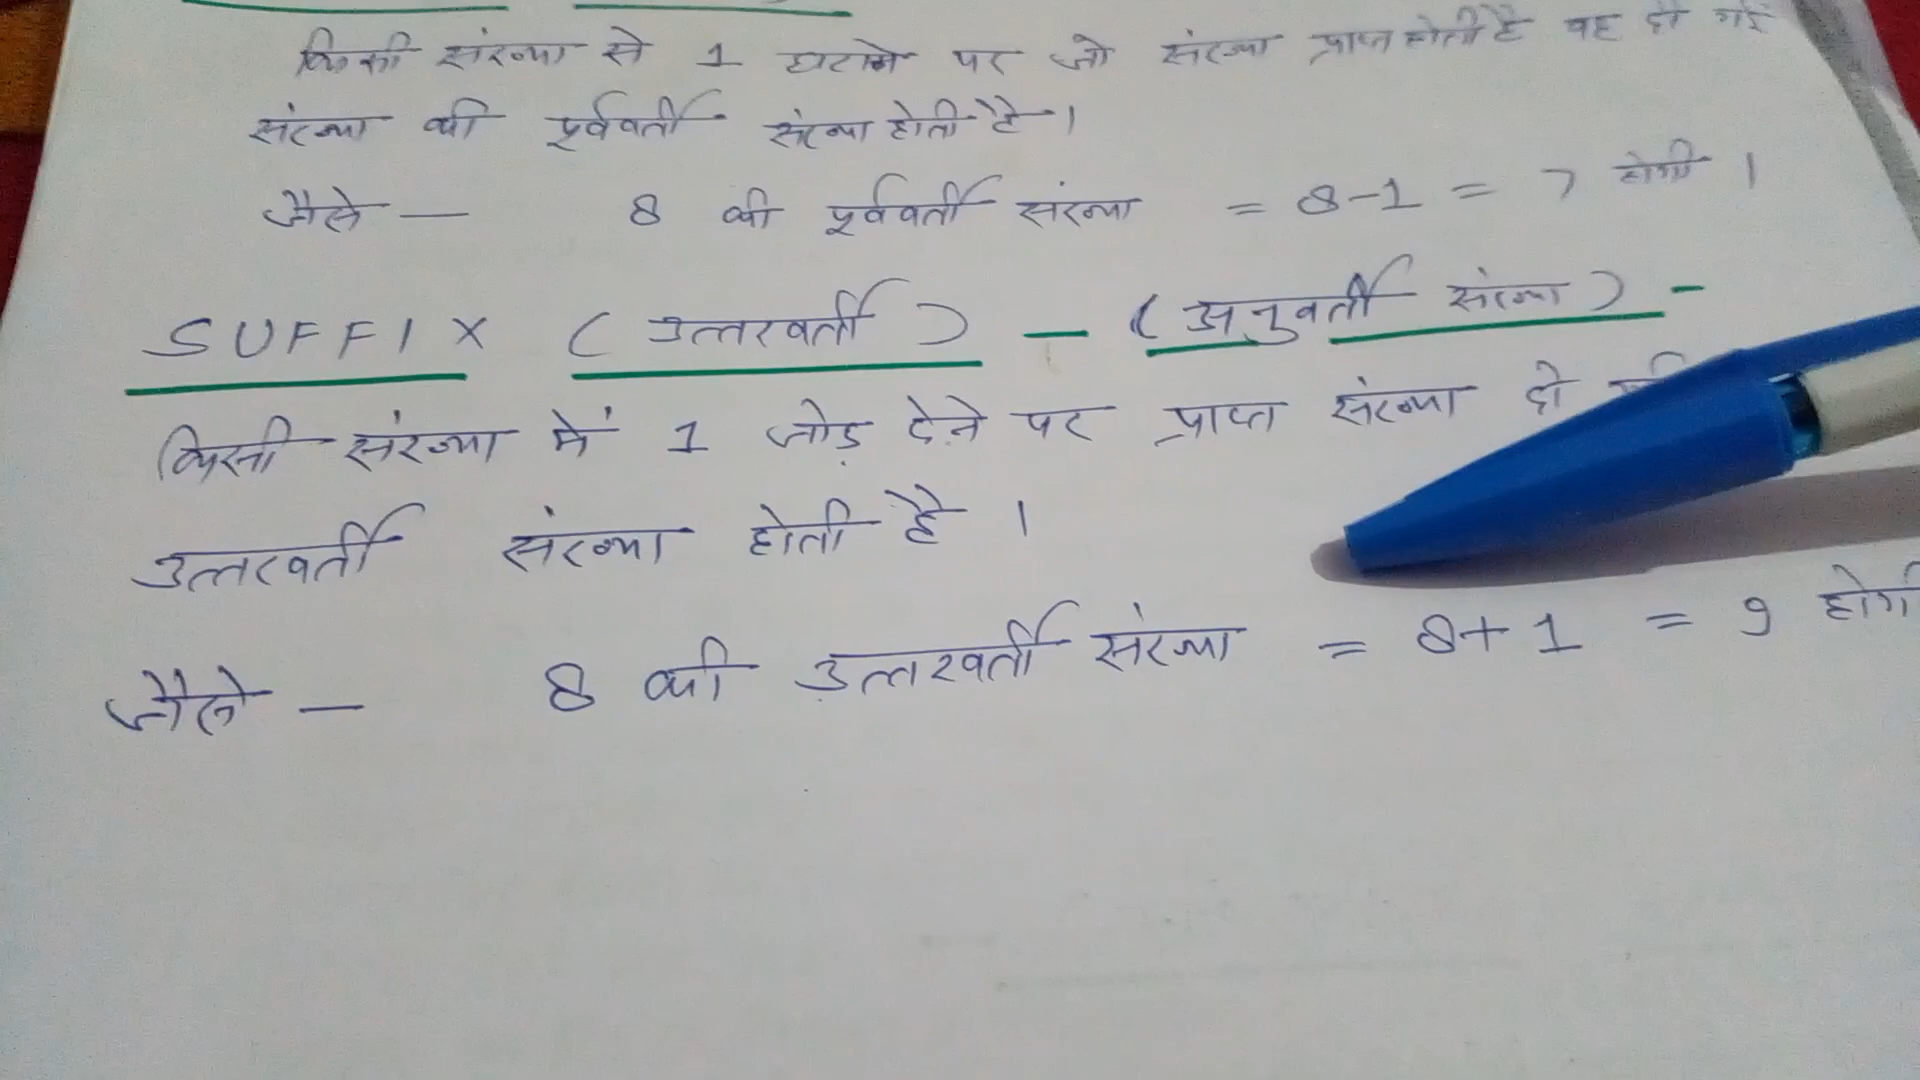 किसी संख्या से 1 घटाने पर जो संख्या प्राप्त होती है वह दी गई
संख्या की पूर्ववर्ती संख्या होती है ।
जैसे — 8 की पूर्ववर्ती संख्या = 8-1 = 7 होगी ।
SUFFIX (उत्तरवर्ती) — (अनुवर्ती संख्या) -
किसी संख्या में 1 जोड़ देने पर प्राप्त संख्या दी
उत्तरवर्ती संख्या होती है ।
जैसे — 8 की उत्तरवर्ती संख्या = 8+1 = 9 होगी